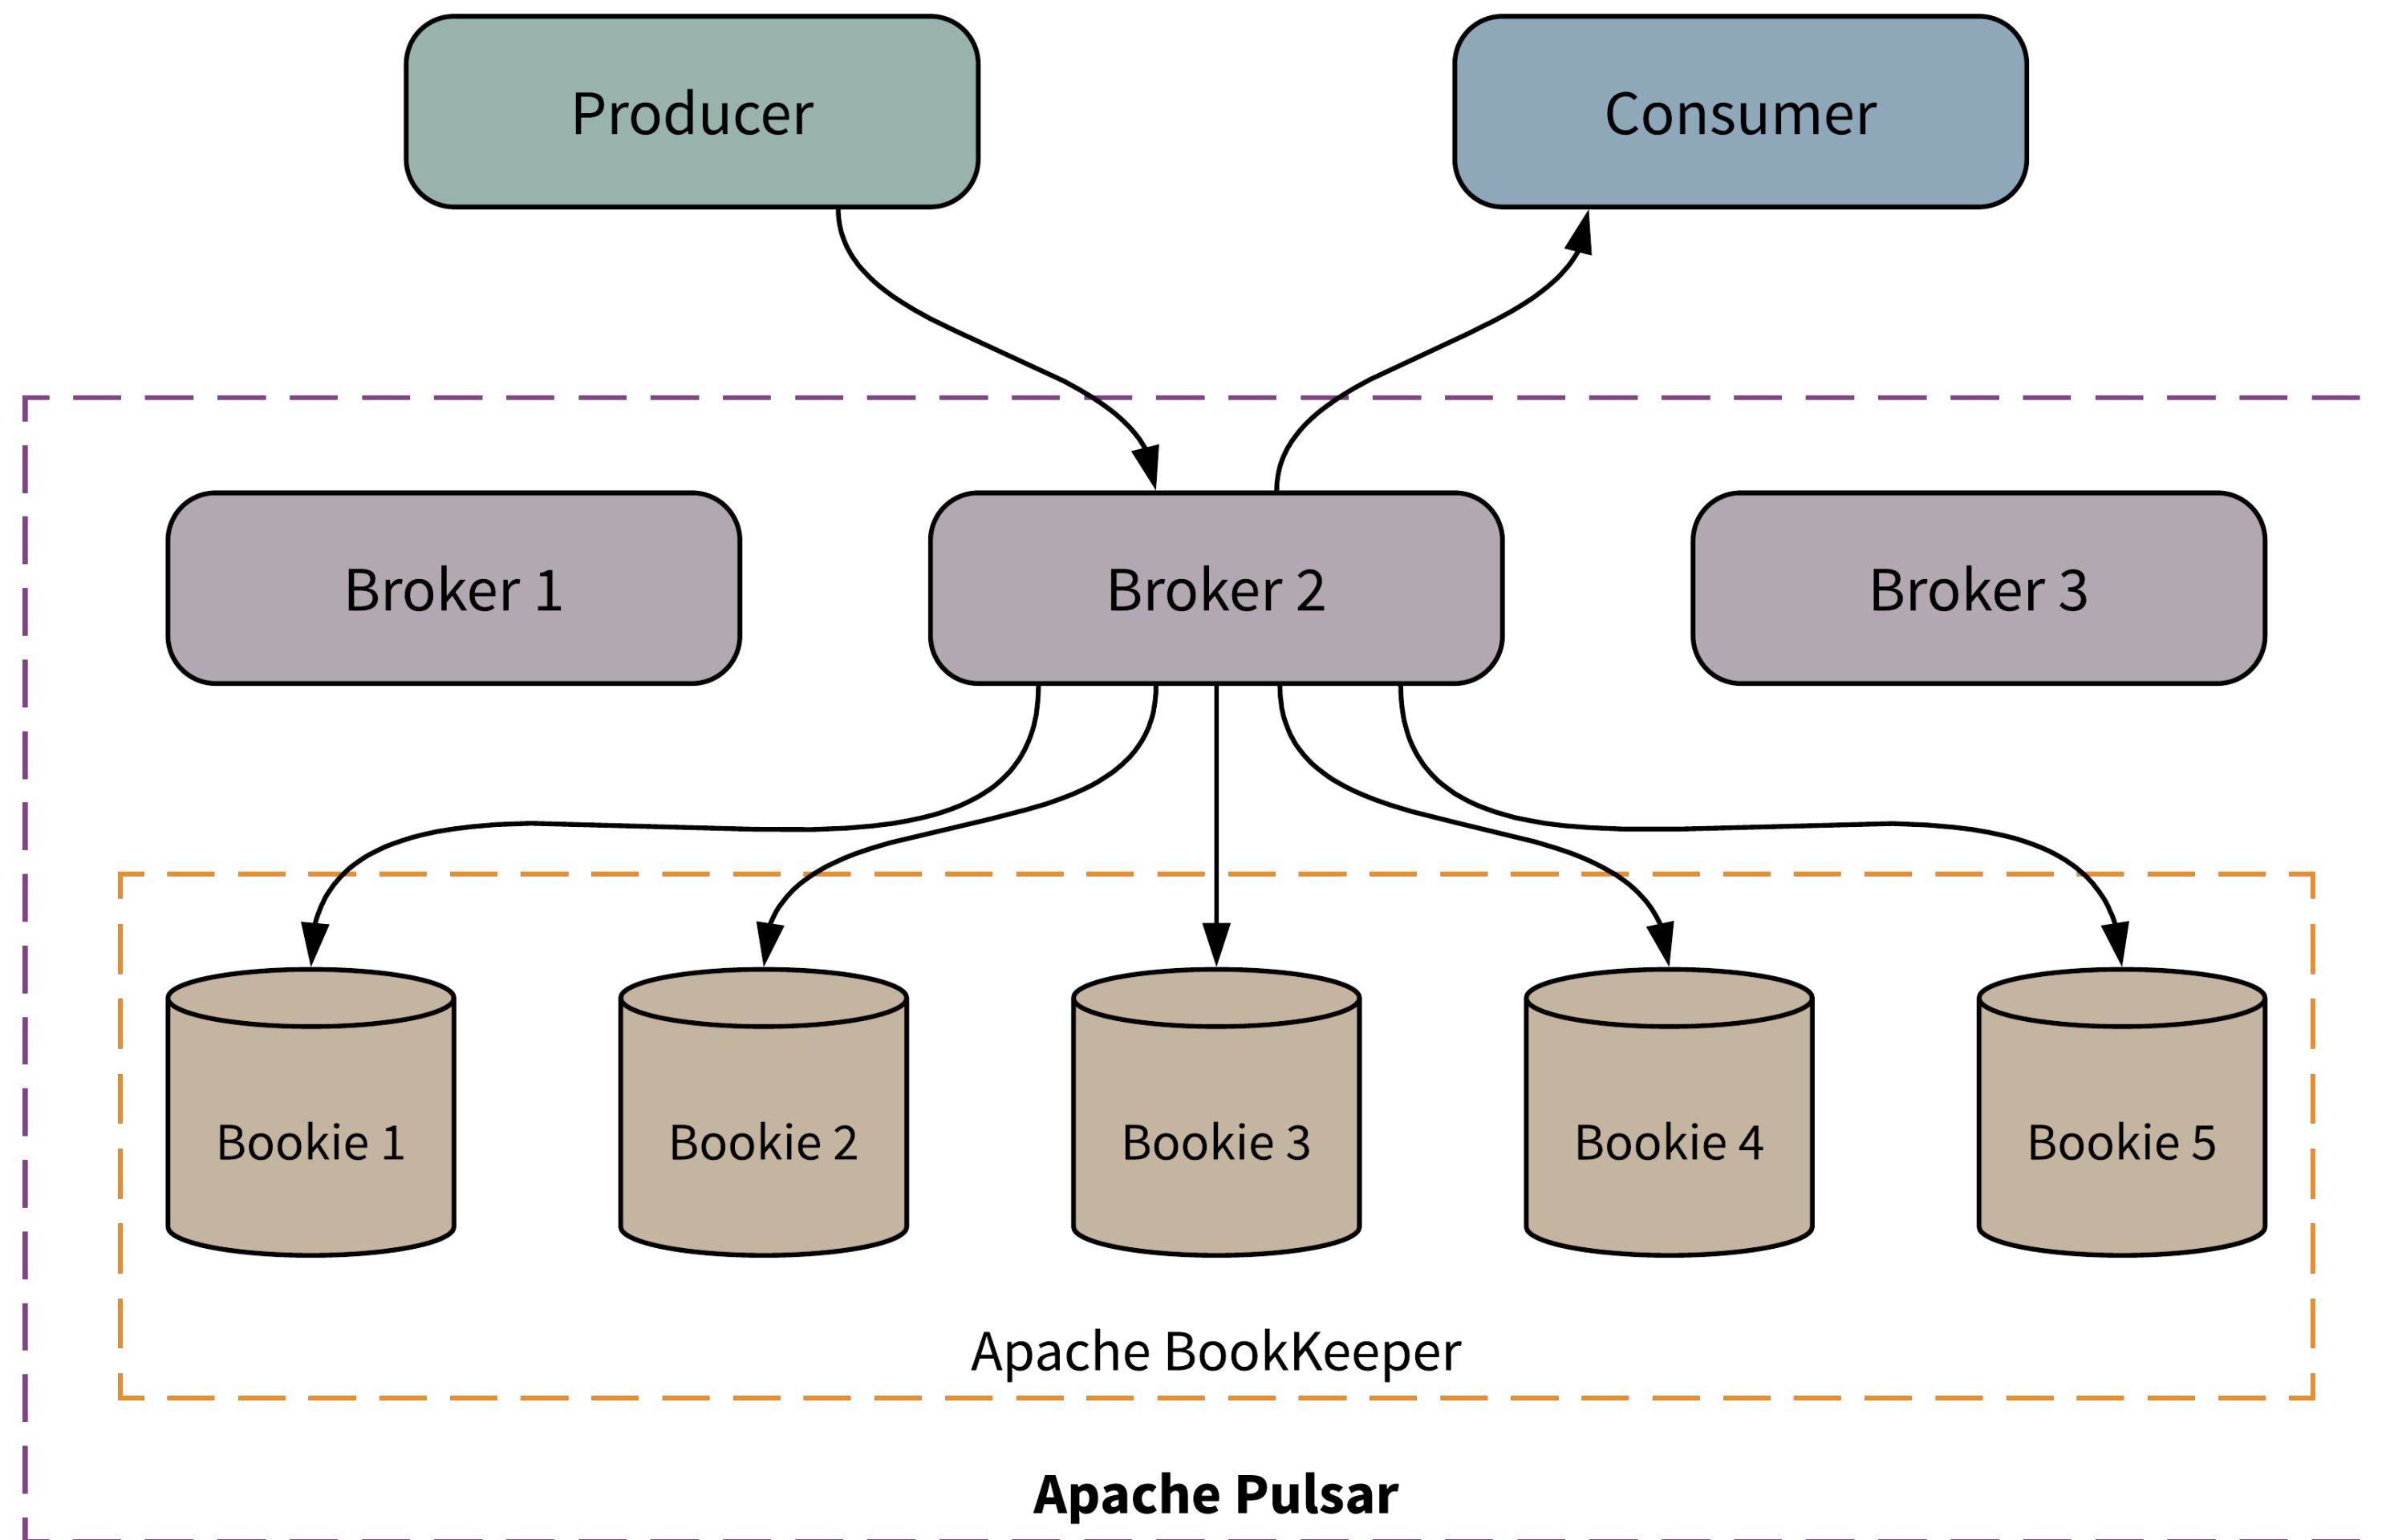 Producer
Consumer
Broker 1
Broker 2
Broker 3
Bookie 1
Bookie 2
Bookie 3
Bookie 4
Bookie 5
Apache BookKeeper
Apache Pulsar